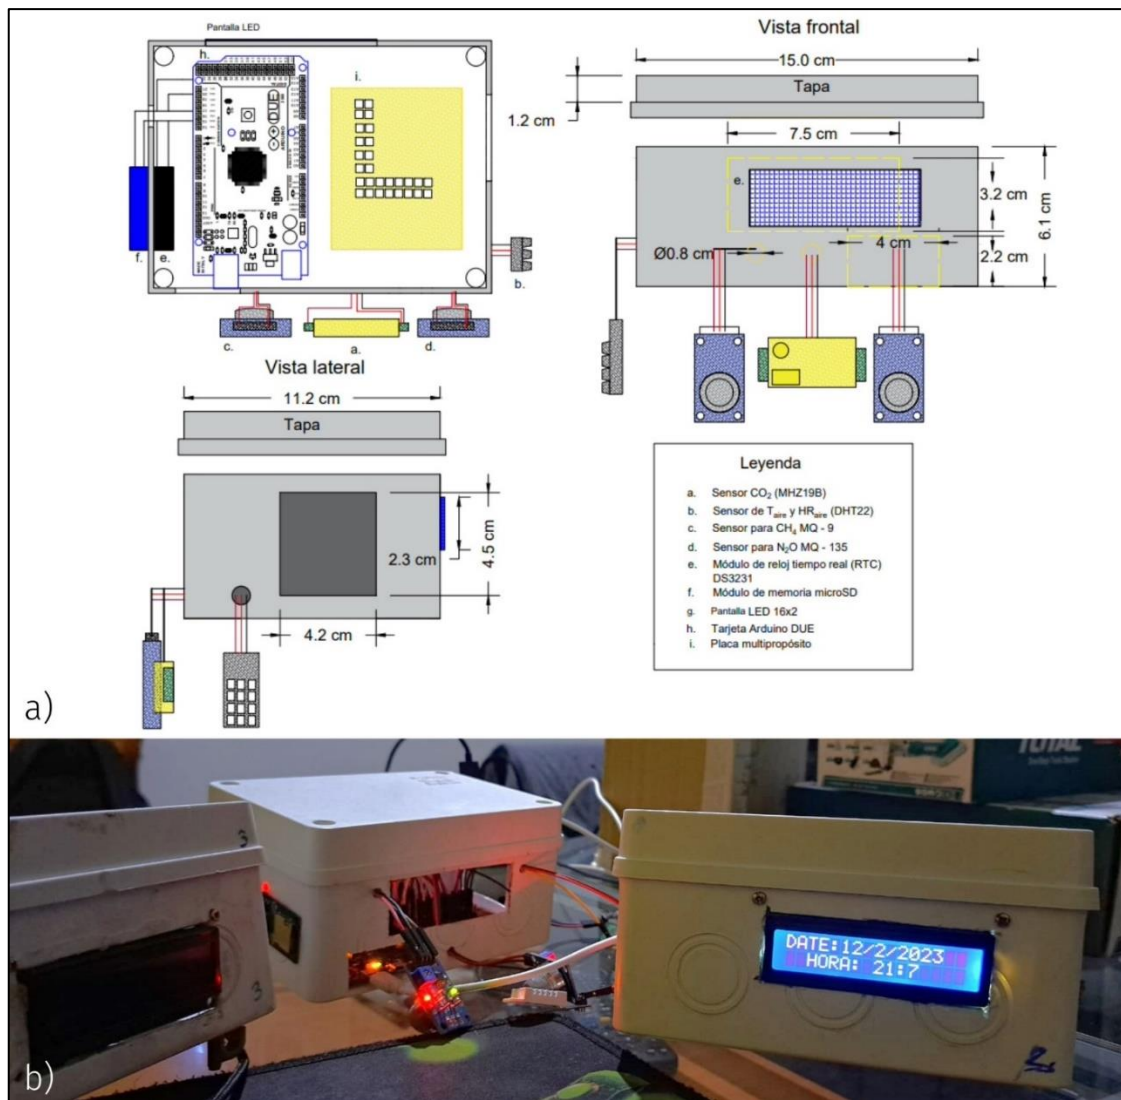 Pantalla LED
h.
i.
f.
e.
b.
c.
a.
d.
Vista frontal
15.0 cm
Tapa
1.2 cm
7.5 cm
e.
3.2 cm
6.1 cm
4 cm
Ø0.8 cm
2.2 cm
Vista lateral
11.2 cm
Tapa
2.3 cm
4.5 cm
4.2 cm
Leyenda
a. Sensor CO₂ (MHZ19B)
b. Sensor de Taire y HRaire (DHT22)
c. Sensor para CH₄ MQ - 9
d. Sensor para N₂O MQ - 135
e. Módulo de reloj tiempo real (RTC)
DS3231
f. Módulo de memoria microSD
g. Pantalla LED 16x2
h. Tarjeta Arduino DUE
i. Placa multipropósito
a)
TOTAL
3
3
DATE:12/2/2023
HORA: 21:7
2
b)